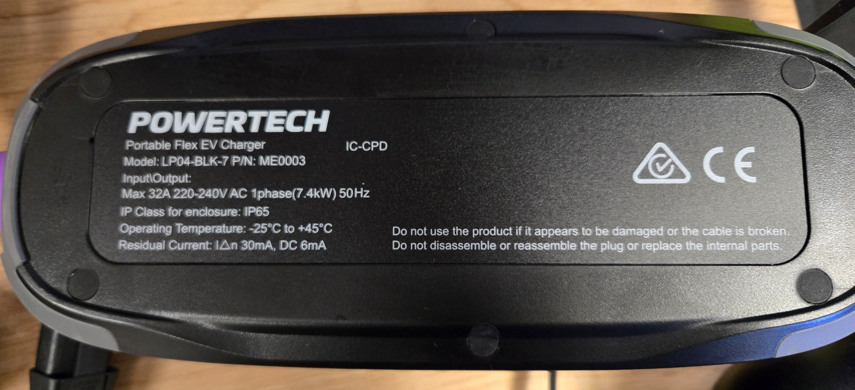 POWERTECH
Portable Flex EV Charger
IC-CPD
Model: LP04-BLK-7 P/N: ME0003
Input\Output:
Max 32A 220-240V AC 1phase(7.4kW) 50Hz
IP Class for enclosure: IP65
Operating Temperature: -25°C to +45°C
Residual Current: I△n 30mA, DC 6mA
Do not use the product if it appears to be damaged or the cable is broken.
Do not disassemble or reassemble the plug or replace the internal parts.
CE